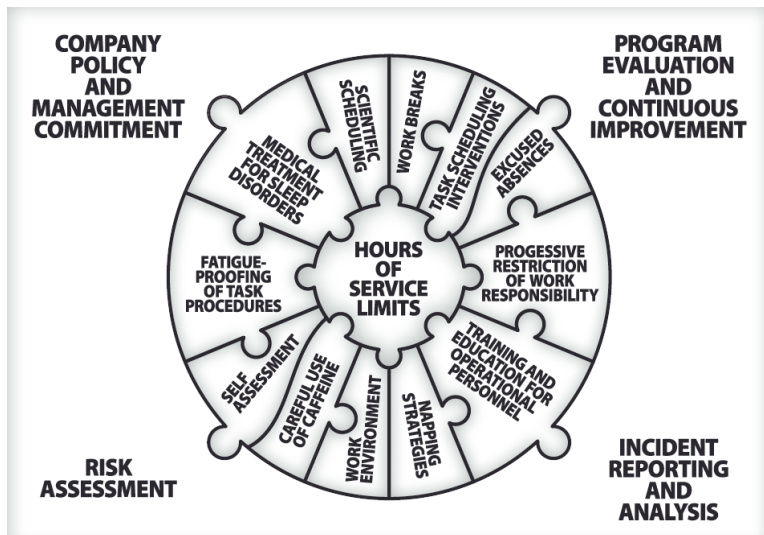 COMPANY
POLICY
AND
MANAGEMENT
COMMITMENT
PROGRAM
EVALUATION
AND
CONTINUOUS
IMPROVEMENT
SCIENTIFIC
SCHEDULING
WORK BREAKS
TASK SCHEDULING
INTERVENTIONS
EXCUSED
ABSENCES
PROGESSIVE
RESTRICTION
OF WORK
RESPONSIBILITY
TRAINING AND
EDUCATION FOR
OPERATIONAL
PERSONNEL
NAPPING
STRATEGIES
WORK
ENVIRONMENT
CAREFUL USE
OF CAFFEINE
SELF
ASSESSMENT
FATIGUE-
PROOFING
OF TASK
PROCEDURES
MEDICAL
TREATMENT
FOR SLEEP
DISORDERS
HOURS
OF
SERVICE
LIMITS
RISK
ASSESSMENT
INCIDENT
REPORTING
AND
ANALYSIS